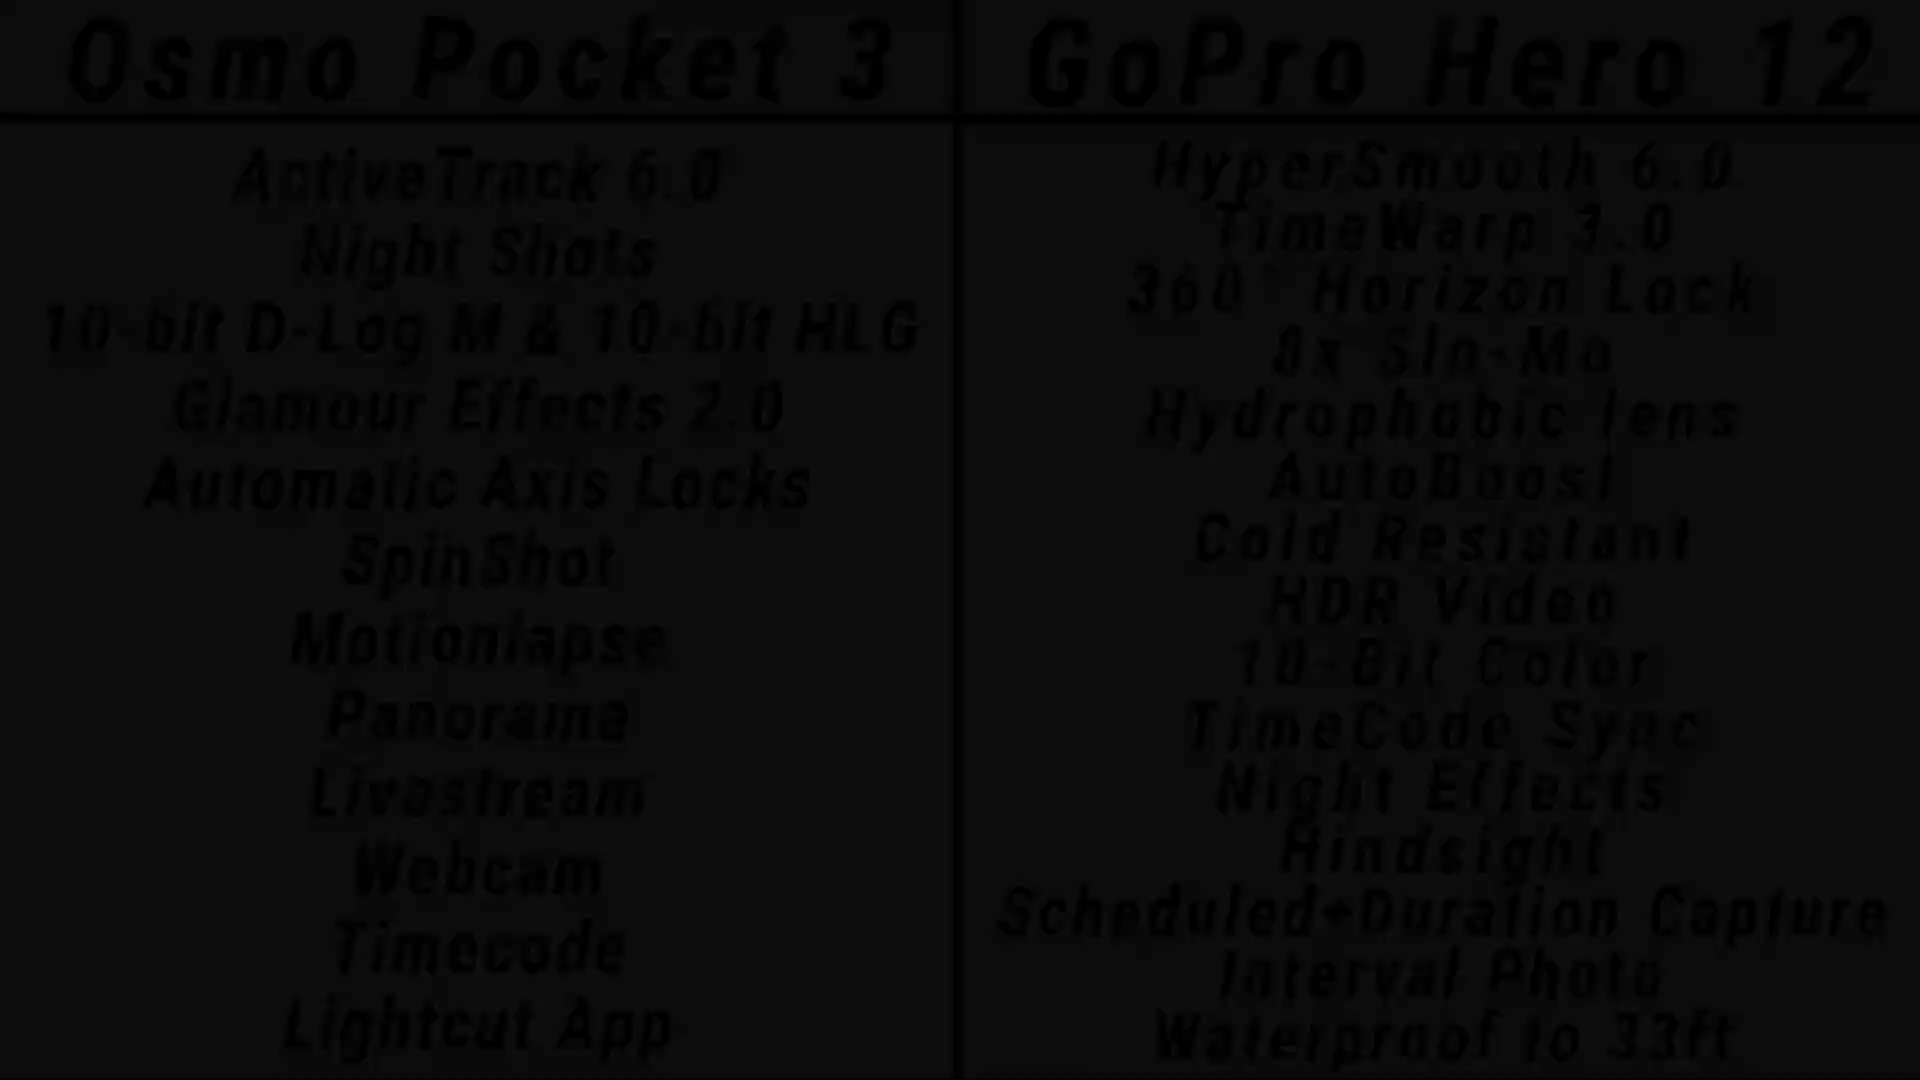 Osmo Pocket 3
ActiveTrack 6.0
Night Shots
10-bit D-Log M & 10-bit HLG
Glamour Effects 2.0
Automatic Axis Locks
SpinShot
Motionlapse
Panorama
Livestream
Webcam
Timecode
Lightcut App
GoPro Hero 12
HyperSmooth 6.0
TimeWarp 3.0
360° Horizon Lock
8x Slo-Mo
Hydrophobic lens
AutoBoost
Cold Resistant
HDR Video
10-Bit Color
TimeCode Sync
Night Effects
Hindsight
Scheduled+Duration Capture
Interval Photo
Waterproof to 33ft